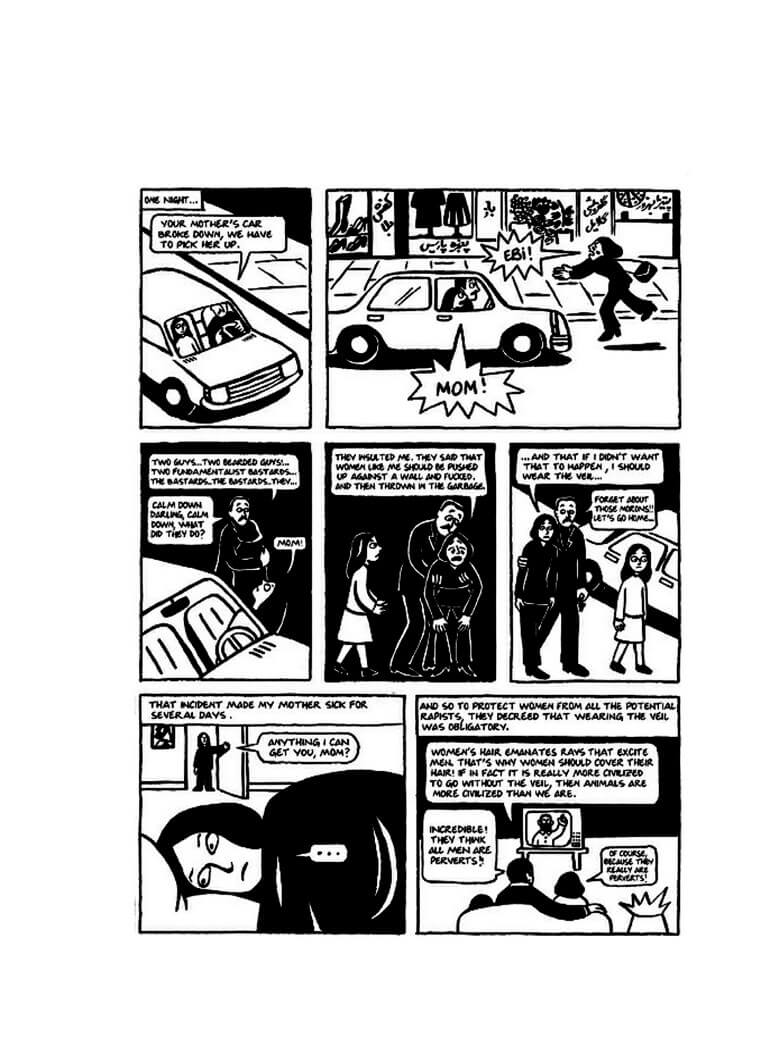 ONE NIGHT...
YOUR MOTHER'S CAR
BROKE DOWN, WE HAVE
TO PICK HER UP.
EBI!
MOM!
TWO GUYS...TWO BEARDED GUYS!...
TWO FUNDAMENTALIST BASTARDS...
THE BASTARDS..THE BASTARDS..THEY...
CALM DOWN
DARLING, CALM
DOWN, WHAT
DID THEY DO?
MOM!
THEY INSULTED ME. THEY SAID THAT
WOMEN LIKE ME SHOULD BE PUSHED
UP AGAINST A WALL AND FUCKED.
AND THEN THROWN IN THE GARBAGE.
...AND THAT IF I DIDN'T WANT
THAT TO HAPPEN, I SHOULD
WEAR THE VEIL...
FORGET ABOUT
THOSE MORONS!!
LET'S GO HOME...
THAT INCIDENT MADE MY MOTHER SICK FOR
SEVERAL DAYS.
ANYTHING I CAN
GET YOU, MOM?
....
AND SO TO PROTECT WOMEN FROM ALL THE POTENTIAL
RAPISTS, THEY DECREED THAT WEARING THE VEIL
WAS OBLIGATORY.
WOMEN'S HAIR EMANATES RAYS THAT EXCITE
MEN. THAT'S WHY WOMEN SHOULD COVER THEIR
HAIR! IF IN FACT IT IS REALLY MORE CIVILIZED
TO GO WITHOUT THE VEIL, THEN ANIMALS ARE
MORE CIVILIZED THAN WE ARE.
INCREDIBLE!
THEY THINK
ALL MEN ARE
PERVERTS!
OF COURSE,
BECAUSE THEY
REALLY ARE
PERVERTS!